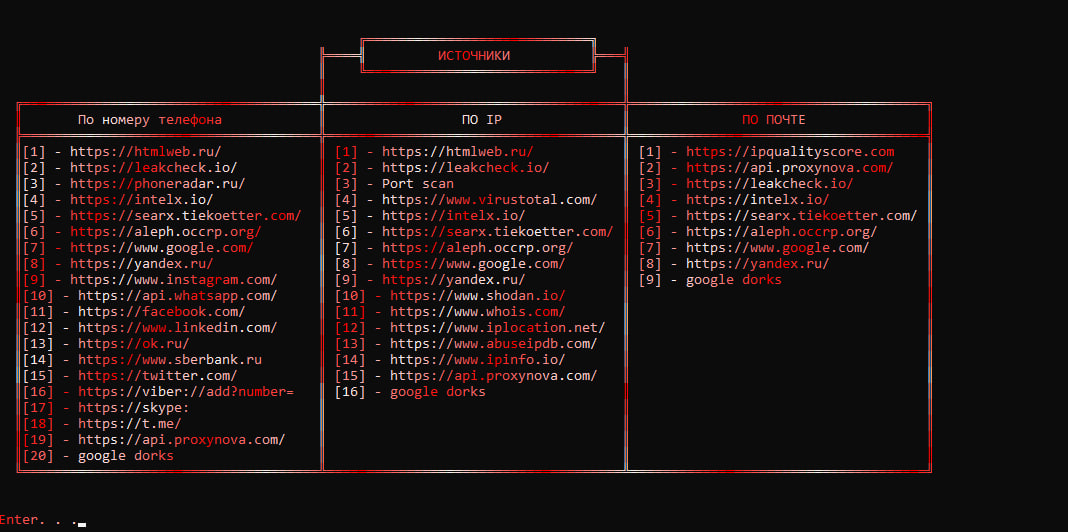 ИСТОЧНИКИ
По номеру телефона
[1] - https://htmlweb.ru/
[2] - https://leakcheck.io/
[3] - https://phoneradar.ru/
[4] - https://intelx.io/
[5] - https://searx.tiekoetter.com/
[6] - https://aleph.occrp.org/
[7] - https://www.google.com/
[8] - https://yandex.ru/
[9] - https://www.instagram.com/
[10] - https://api.whatsapp.com/
[11] - https://facebook.com/
[12] - https://www.linkedin.com/
[13] - https://ok.ru/
[14] - https://www.sberbank.ru
[15] - https://twitter.com/
[16] - https://viber://add?number=
[17] - https://skype:
[18] - https://t.me/
[19] - https://api.proxynova.com/
[20] - google dorks
ПО IP
[1] - https://htmlweb.ru/
[2] - https://leakcheck.io/
[3] - Port scan
[4] - https://www.virustotal.com/
[5] - https://intelx.io/
[6] - https://searx.tiekoetter.com/
[7] - https://aleph.occrp.org/
[8] - https://www.google.com/
[9] - https://yandex.ru/
[10] - https://www.shodan.io/
[11] - https://www.whois.com/
[12] - https://www.iplocation.net/
[13] - https://www.abuseipdb.com/
[14] - https://www.ipinfo.io/
[15] - https://api.proxynova.com/
[16] - google dorks
ПО ПОЧТЕ
[1] - https://ipqualityscore.com
[2] - https://api.proxynova.com/
[3] - https://leakcheck.io/
[4] - https://intelx.io/
[5] - https://searx.tiekoetter.com/
[6] - https://aleph.occrp.org/
[7] - https://www.google.com/
[8] - https://yandex.ru/
[9] - google dorks
Enter. . .